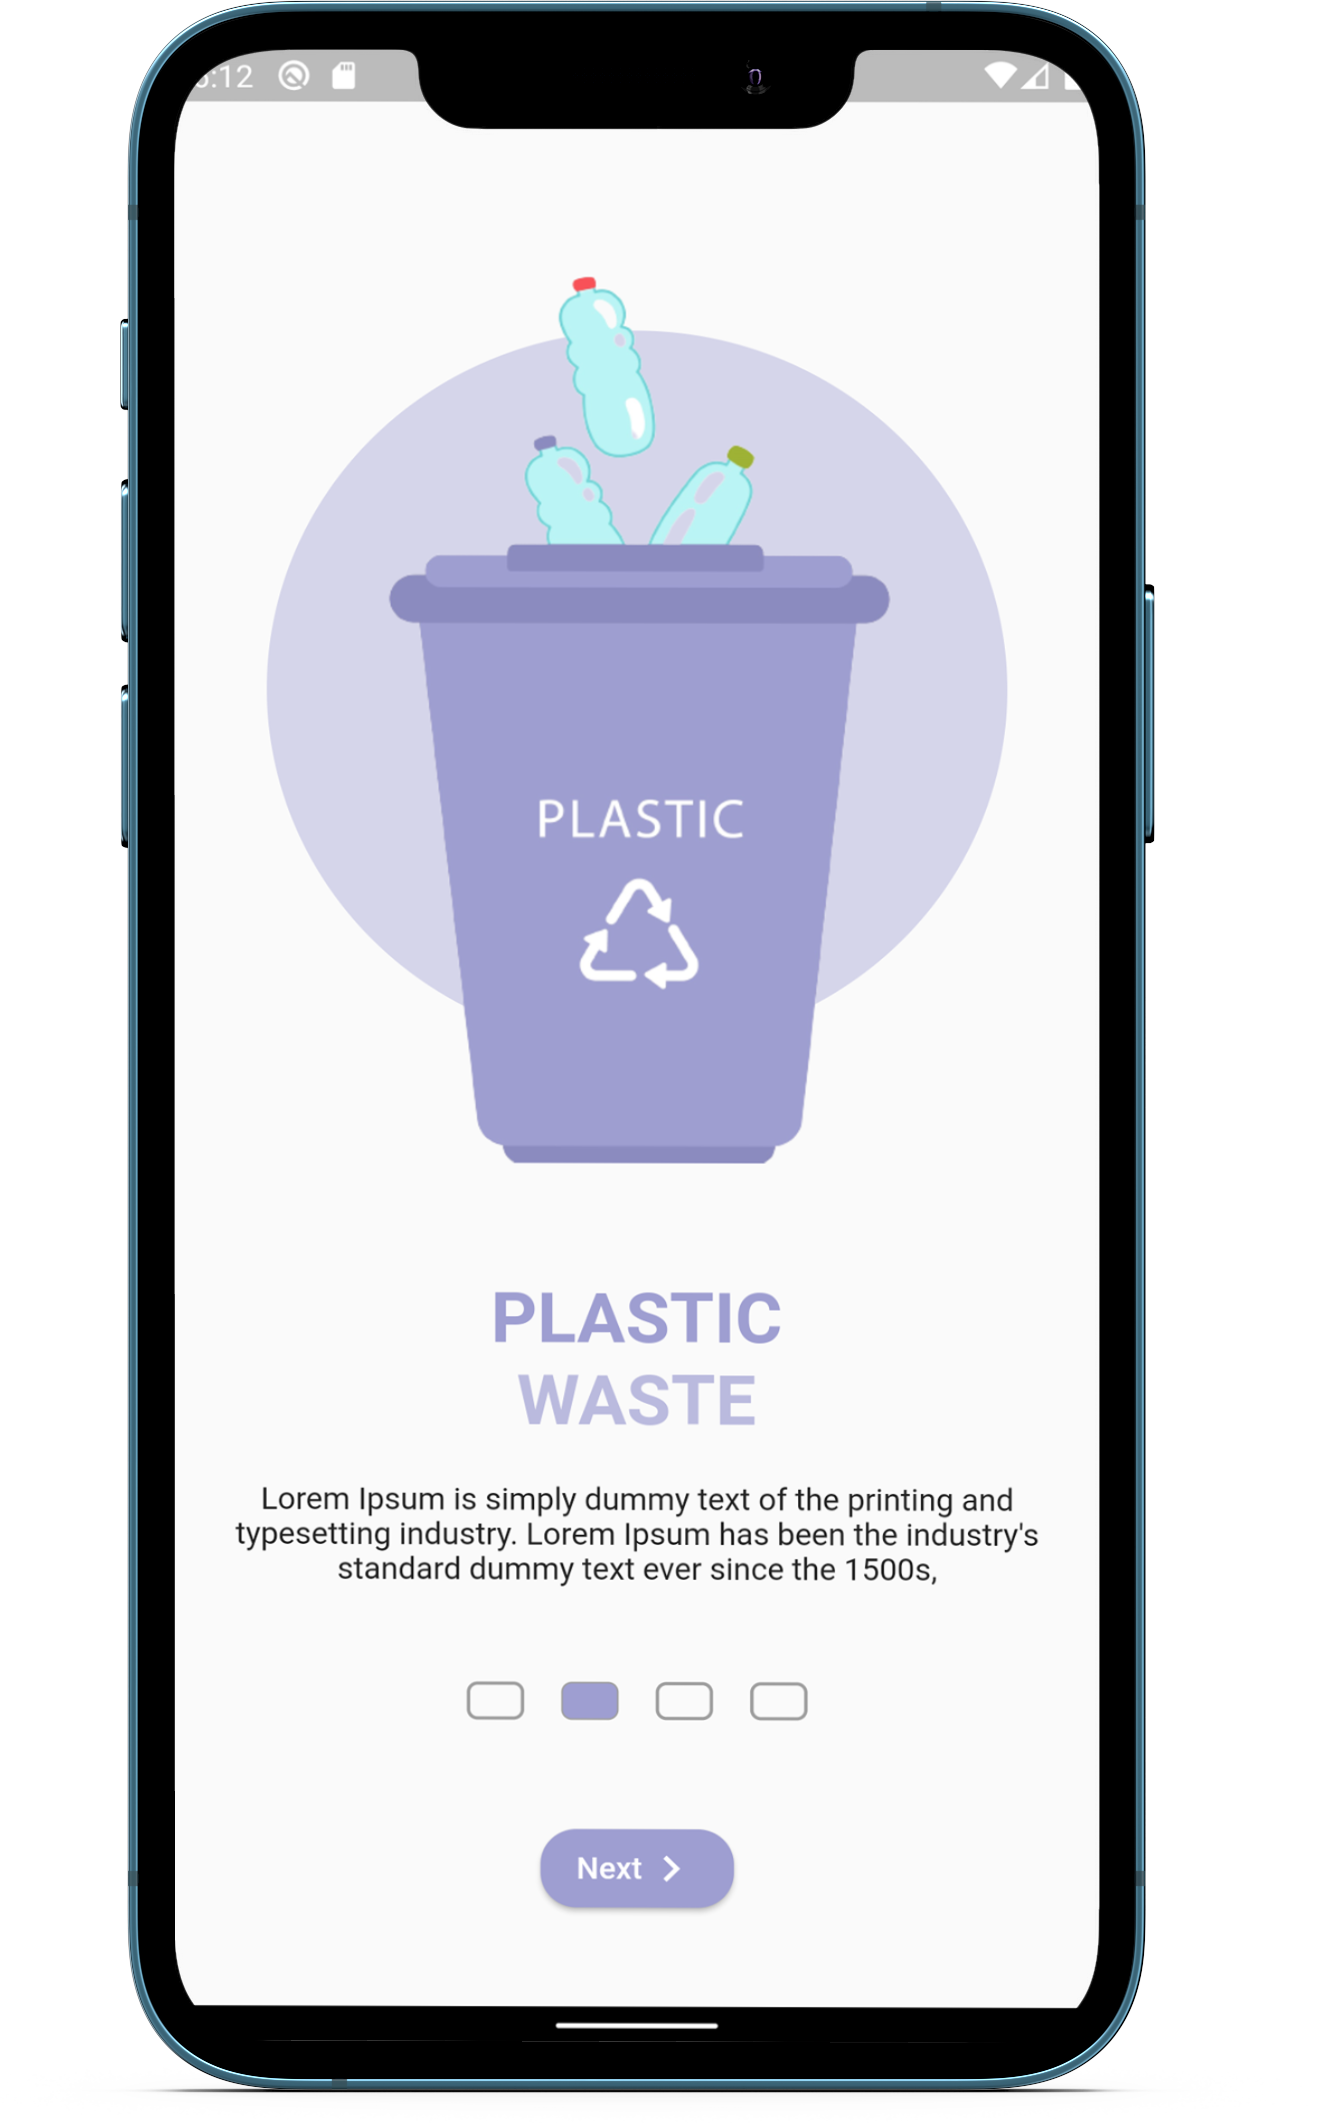 :12
PLASTIC
PLASTIC
WASTE
Lorem Ipsum is simply dummy text of the printing and
typesetting industry. Lorem Ipsum has been the industry's
standard dummy text ever since the 1500s,
Next